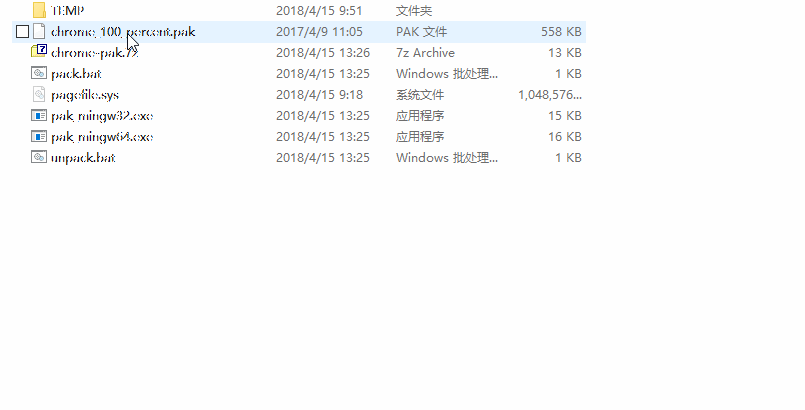 TEMP 2018/4/15 9:51 文件夹
chrome_100_percent.pak 2017/4/9 11:05 PAK 文件 558 KB
chrome-pak.7z 2018/4/15 13:26 7z Archive 13 KB
pack.bat 2018/4/15 13:25 Windows 批处理... 1 KB
pagefile.sys 2018/4/15 9:18 系统文件 1,048,576...
pak_mingw32.exe 2018/4/15 13:25 应用程序 15 KB
pak_mingw64.exe 2018/4/15 13:25 应用程序 16 KB
unpack.bat 2018/4/15 13:25 Windows 批处理... 1 KB